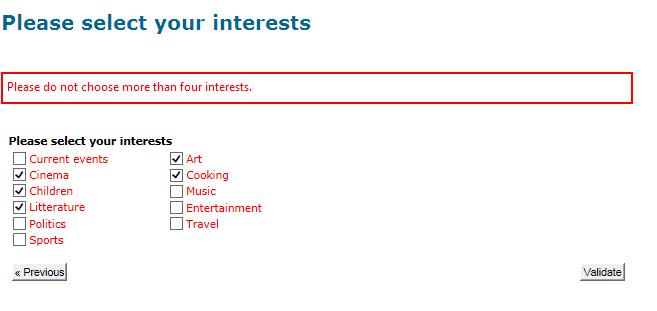 Please select your interests
Please do not choose more than four interests.
Please select your interests
Current events Art
Cinema Cooking
Children Music
Litterature Entertainment
Politics Travel
Sports
« Previous Validate